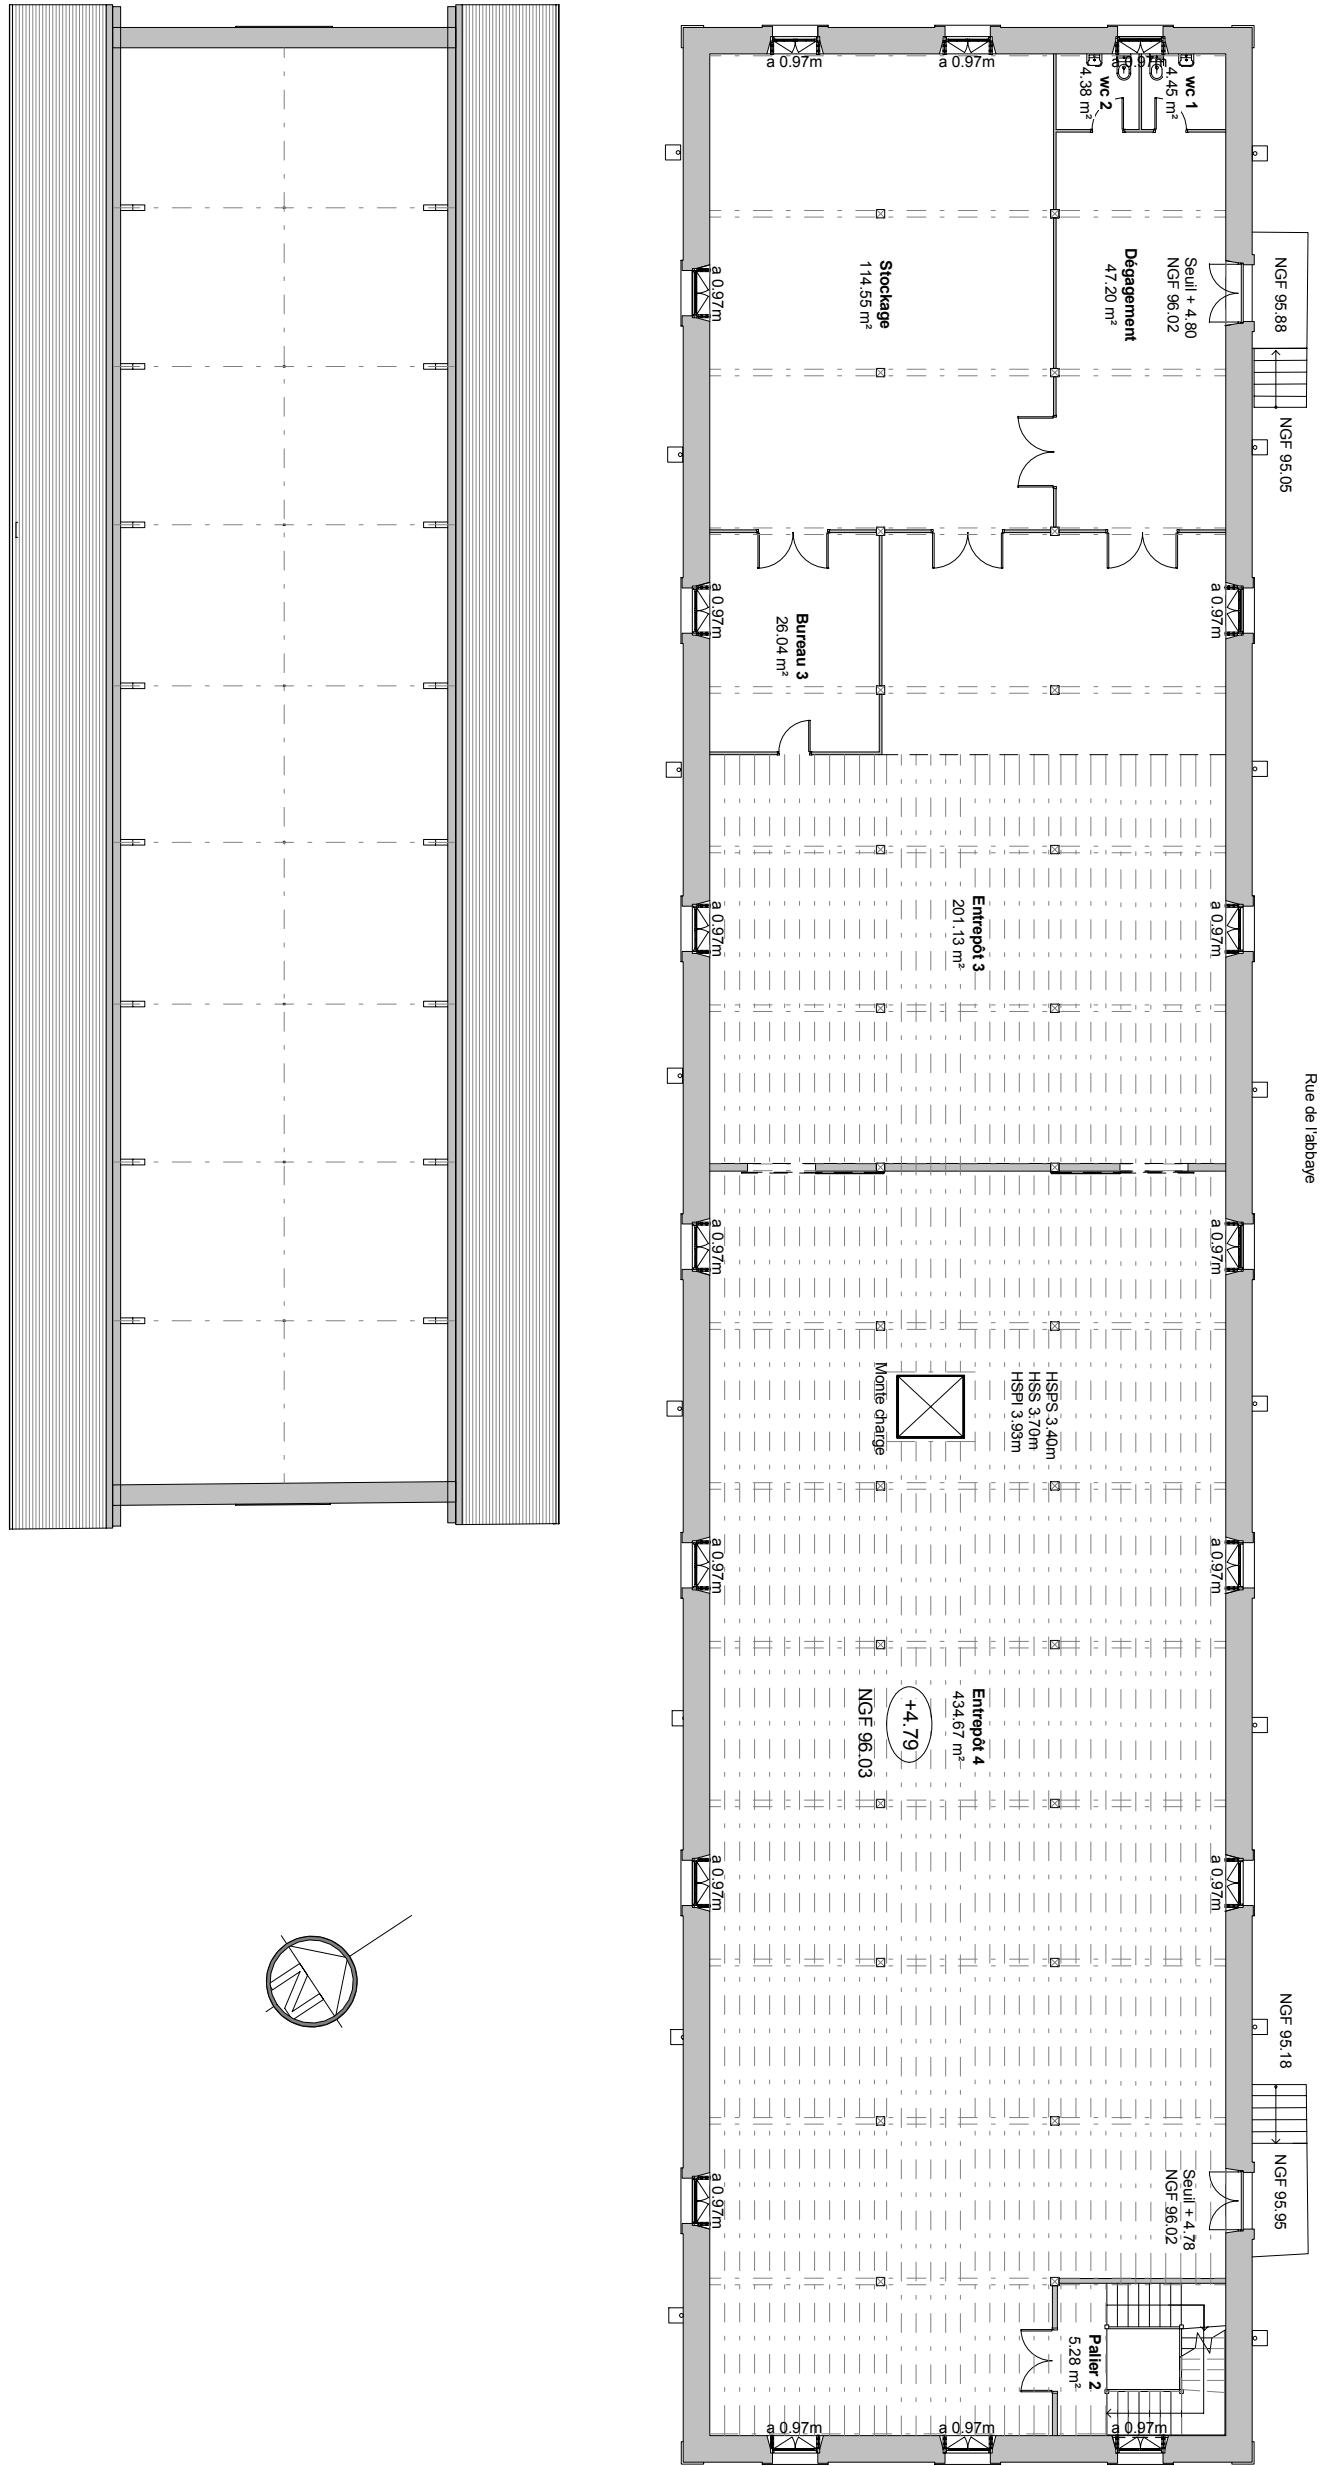 a 0.97m
a 0.97m
a 0.97m
wc 1
4.45 m²
wc 2
4.38 m²
Stockage
114.55 m²
Dégagement
47.20 m²
Seuil + 4.80
NGF 96.02
NGF 95.88
NGF 95.05
a 0.97m
a 0.97m
Bureau 3
26.04 m²
a 0.97m
a 0.97m
Entrepôt 3
201.13 m²
a 0.97m
Rue de l'abbaye
a 0.97m
a 0.97m
Monte charge
HSPS 3.40m
HSS 3.70m
HSPI 3.93m
a 0.97m
a 0.97m
Entrepôt 4
434.67 m²
+4.79
NGF 96.03
a 0.97m
a 0.97m
N
NGF 95.18
NGF 95.95
Seuil + 4.78
NGF 96.02
a 0.97m
Palier 2
5.28 m²
a 0.97m
a 0.97m
a 0.97m